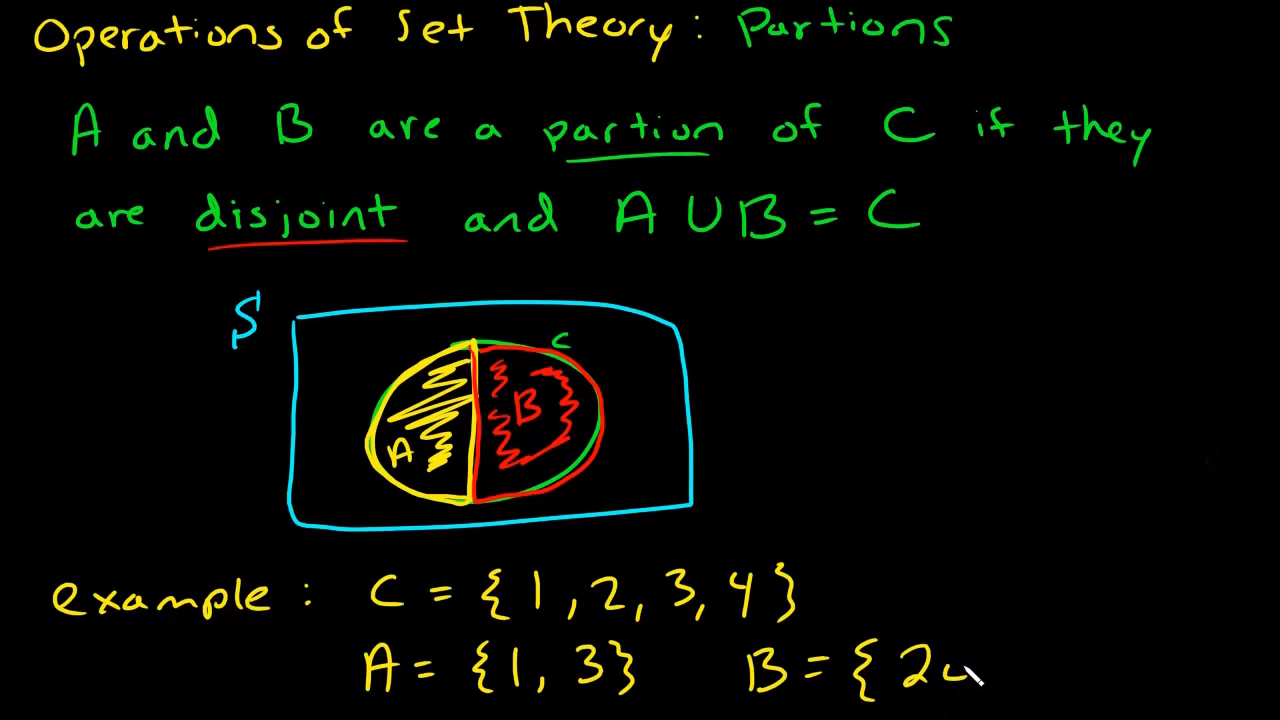 Operations of Set Theory: Partions
A and B are a partion of C if they
are disjoint and A ∪ B = C
S
C
B
A
example: C = {1, 2, 3, 4}
A = {1, 3} B = { 2